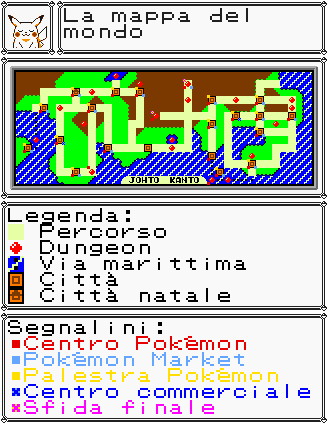 La mappa del
mondo
JOHTO KANTO
Legenda:
Percorso
Dungeon
Via marittima
Città
Città natale
Segnalini:
Centro Pokémon
Pokémon Market
Palestra Pokémon
Centro commerciale
Sfida finale